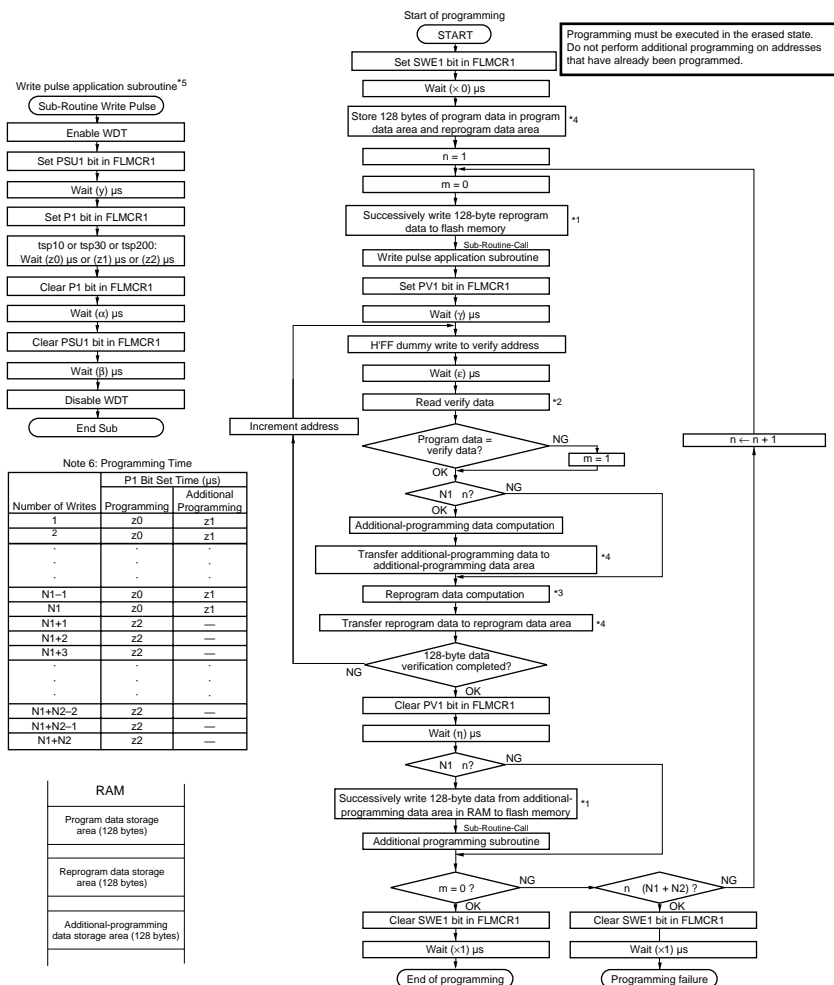 Start of programming
START
Programming must be executed in the erased state.
Do not perform additional programming on addresses
that have already been programmed.
Set SWE1 bit in FLMCR1
Wait (× 0) µs
Store 128 bytes of program data in program
data area and reprogram data area
*4
n = 1
m = 0
Successively write 128-byte reprogram
data to flash memory
*1
Sub-Routine-Call
Write pulse application subroutine
Set PV1 bit in FLMCR1
Wait (γ) µs
H'FF dummy write to verify address
Wait (ε) µs
Read verify data
*2
Increment address
Program data =
verify data?
NG
m = 1
OK
n ← n + 1
N1 n?
NG
OK
Additional-programming data computation
Transfer additional-programming data to
additional-programming data area
*4
Reprogram data computation
*3
Transfer reprogram data to reprogram data area
*4
128-byte data
verification completed?
NG
OK
Clear PV1 bit in FLMCR1
Wait (η) µs
N1 n?
NG
OK
Successively write 128-byte data from additional-
programming data area in RAM to flash memory
*1
Sub-Routine-Call
Additional programming subroutine
m = 0 ?
NG
n (N1 + N2) ?
NG
OK
OK
Clear SWE1 bit in FLMCR1
Clear SWE1 bit in FLMCR1
Wait (×1) µs
Wait (×1) µs
End of programming
Programming failure
Write pulse application subroutine*5
Sub-Routine Write Pulse
Enable WDT
Set PSU1 bit in FLMCR1
Wait (y) µs
Set P1 bit in FLMCR1
tsp10 or tsp30 or tsp200:
Wait (z0) µs or (z1) µs or (z2) µs
Clear P1 bit in FLMCR1
Wait (α) µs
Clear PSU1 bit in FLMCR1
Wait (β) µs
Disable WDT
End Sub
Note 6: Programming Time
P1 Bit Set Time (µs)
Number of Writes Programming Additional Programming
1 z0 z1
2 z0 z1
· · ·
· · ·
· · ·
N1–1 z0 z1
N1 z0 z1
N1+1 z2 —
N1+2 z2 —
N1+3 z2 —
· · ·
· · ·
· · ·
N1+N2–2 z2 —
N1+N2–1 z2 —
N1+N2 z2 —
RAM
Program data storage
area (128 bytes)
Reprogram data storage
area (128 bytes)
Additional-programming
data storage area (128 bytes)